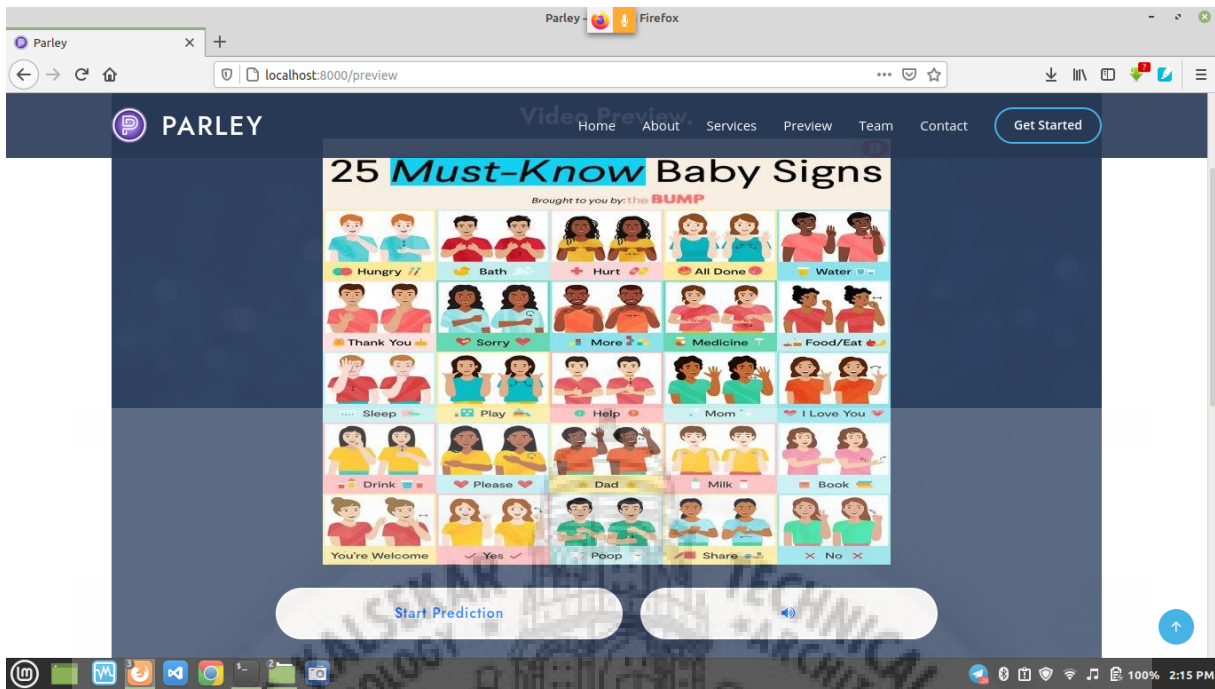 Parley - Firefox
Parley
localhost:8000/preview
PARLEY
Video Preview.
Home About Services Preview Team Contact Get Started
25 Must-Know Baby Signs
Brought to you by: the BUMP
Hungry Bath Hurt All Done Water
Thank You Sorry More Medicine Food/Eat
Sleep Play Help Mom I Love You
Drink Please Dad Milk Book
You're Welcome Yes Poop Share No
Start Prediction
KALSEKAR TECHNICAL
100% 2:15 PM